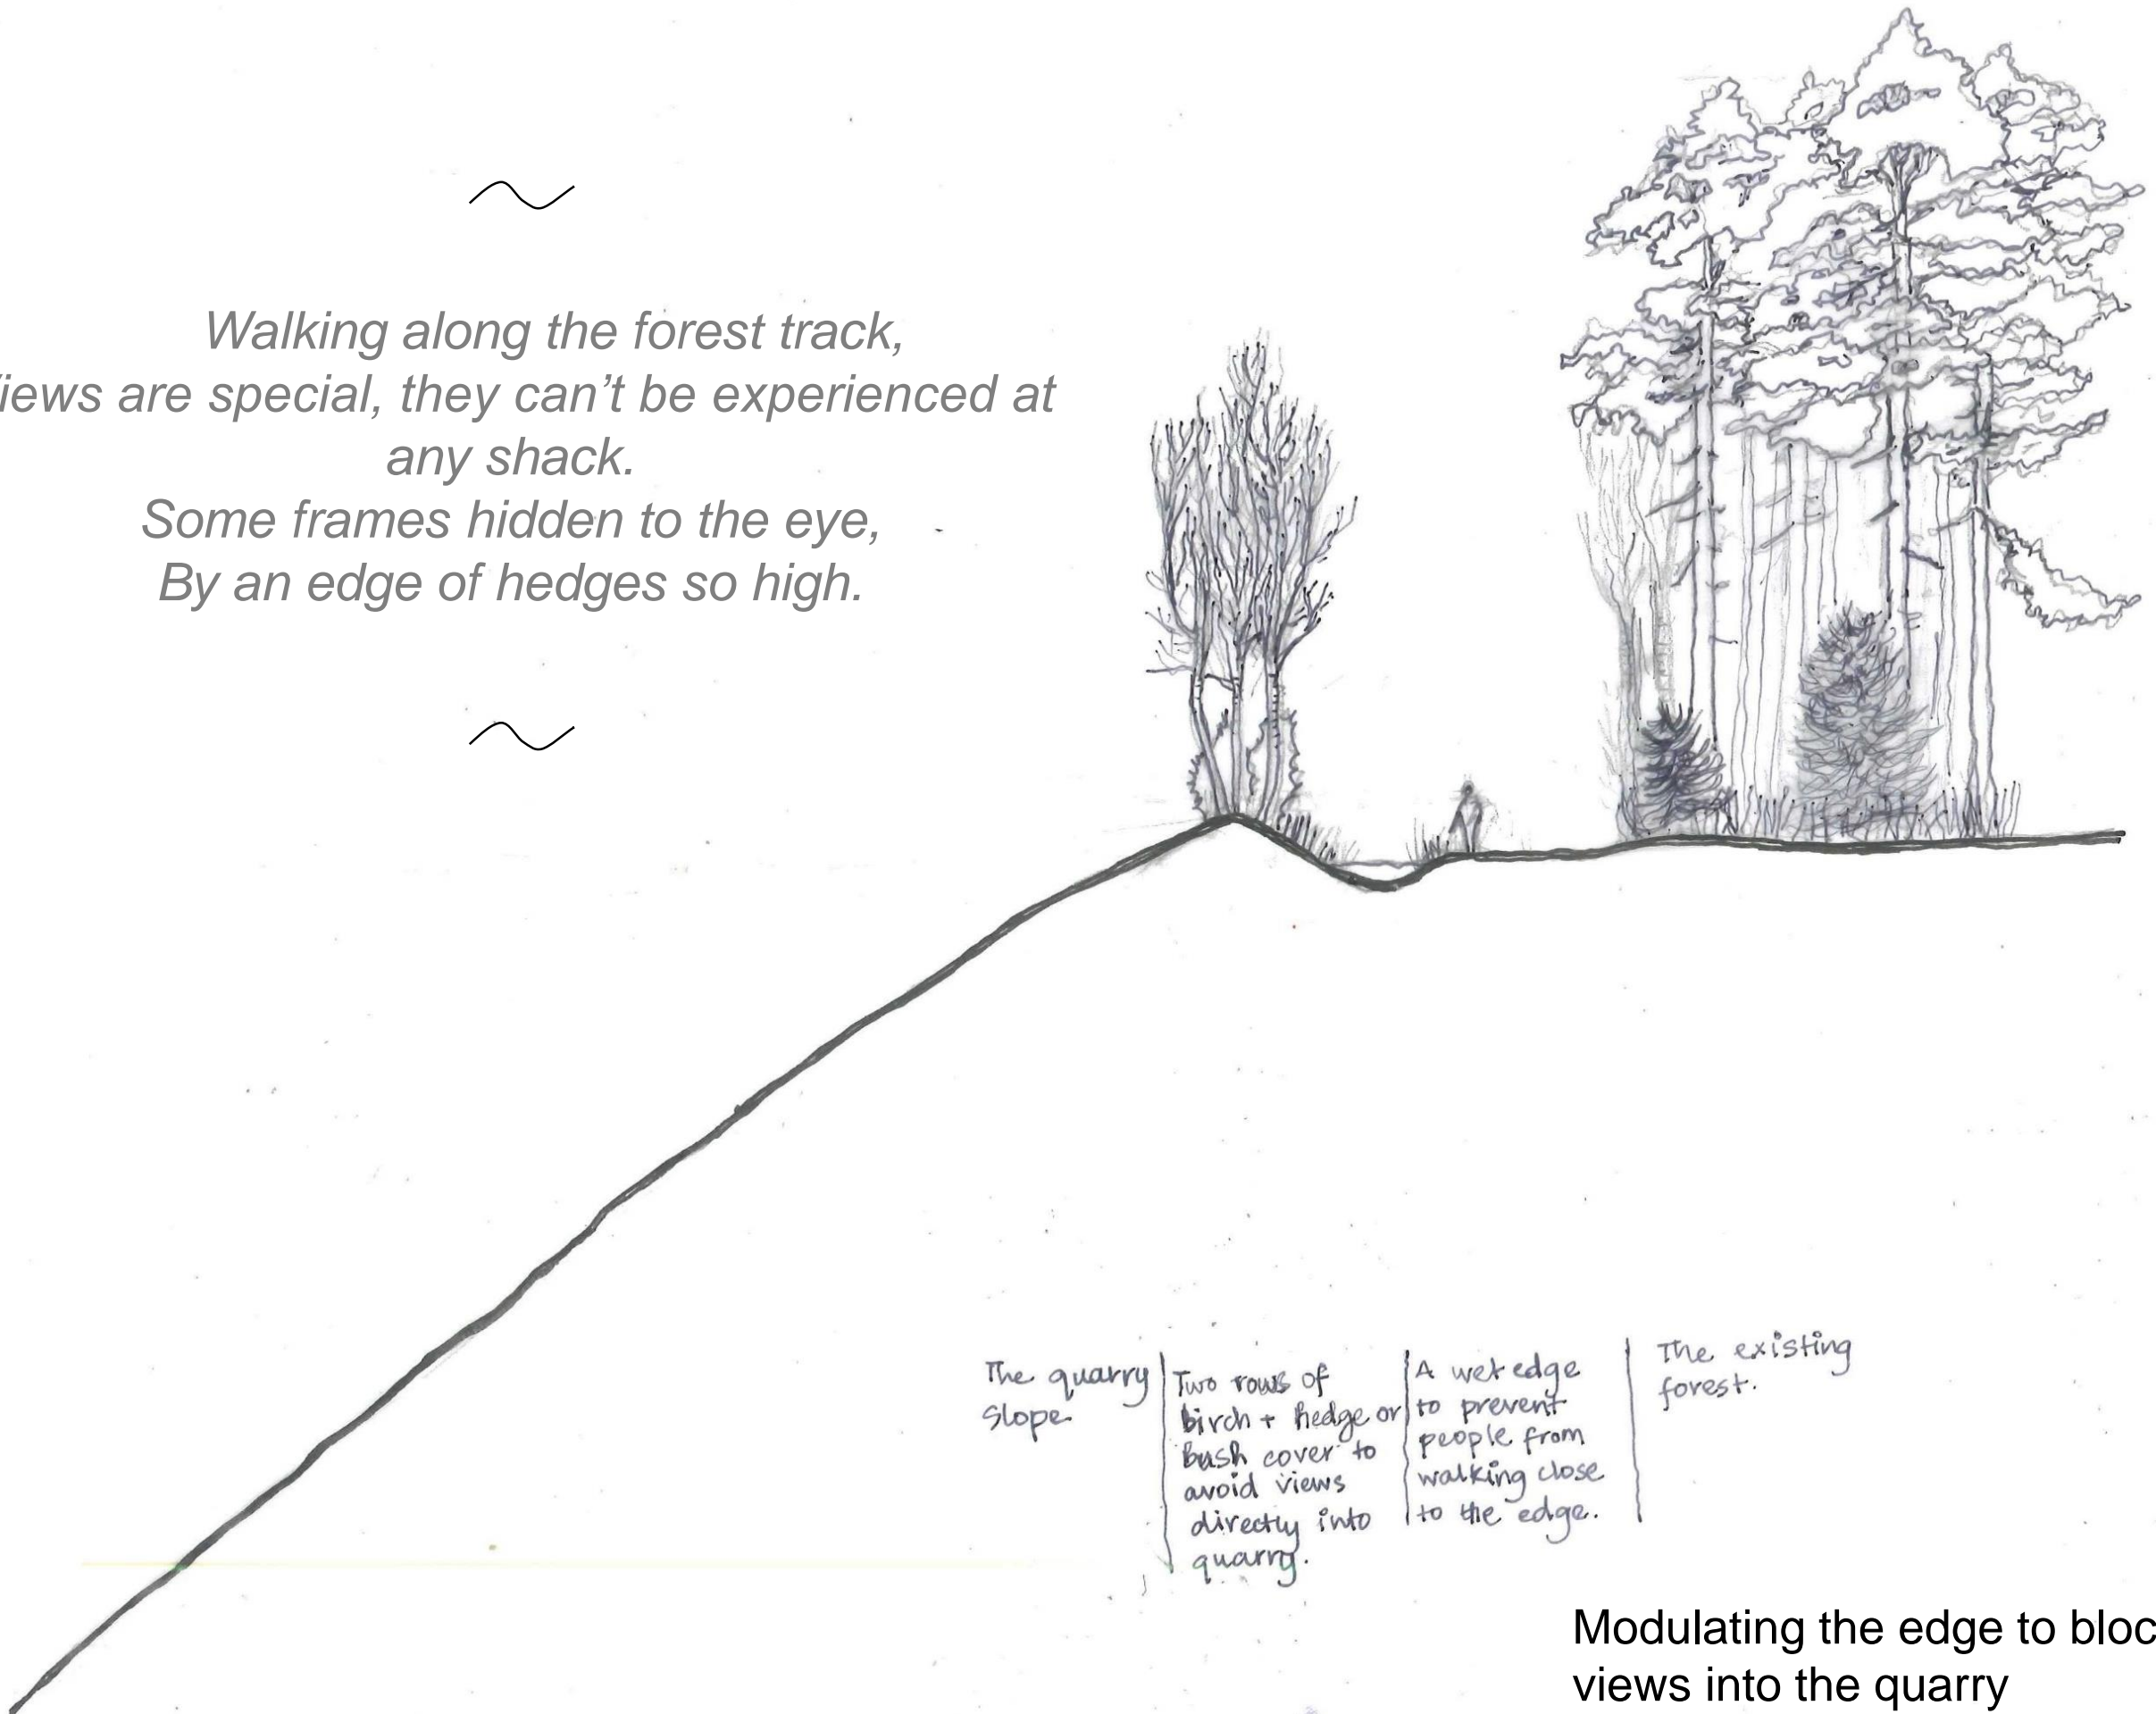 Walking along the forest track,
iews are special, they can't be experienced at
any shack.
Some frames hidden to the eye,
By an edge of hedges so high.
The quarry
slope
Two rows of
birch + hedge or
bush cover to
avoid views
directly into
quarry.
A wet edge
to prevent
people from
walking close
to the edge.
The existing
forest.
Modulating the edge to bloc
views into the quarry